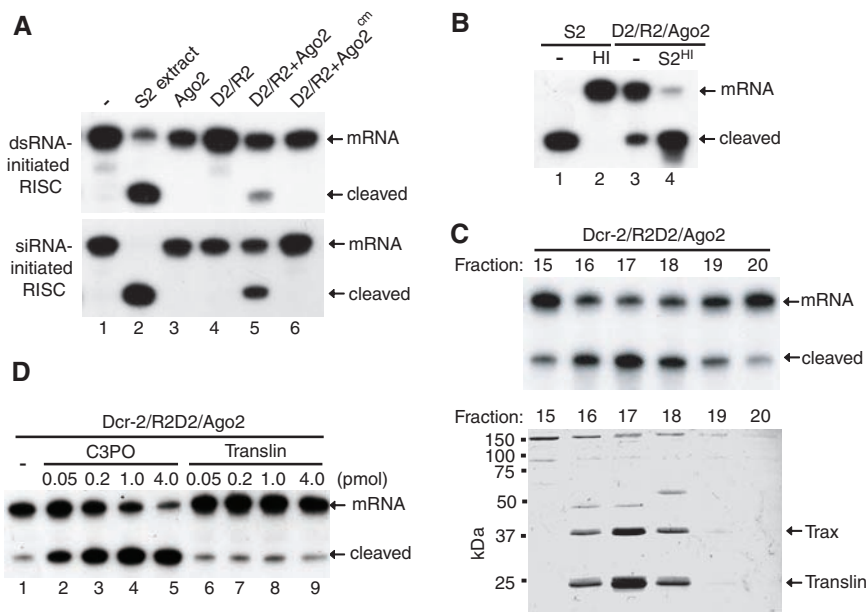 A
-
S2 extract
Ago2
D2/R2
D2/R2+Ago2
D2/R2+Ago2cm
dsRNA-
initiated
RISC
←mRNA
←cleaved
siRNA-
initiated
RISC
←mRNA
←cleaved
1 2 3 4 5 6
B
S2 D2/R2/Ago2
- HI - S2HI
←mRNA
←cleaved
1 2 3 4
C
Dcr-2/R2D2/Ago2
Fraction: 15 16 17 18 19 20
←mRNA
←cleaved
Fraction: 15 16 17 18 19 20
150
100
75
50
37
25
kDa
←Trax
←Translin
D
Dcr-2/R2D2/Ago2
- C3PO Translin
0.05 0.2 1.0 4.0 0.05 0.2 1.0 4.0 (pmol)
←mRNA
←cleaved
1 2 3 4 5 6 7 8 9